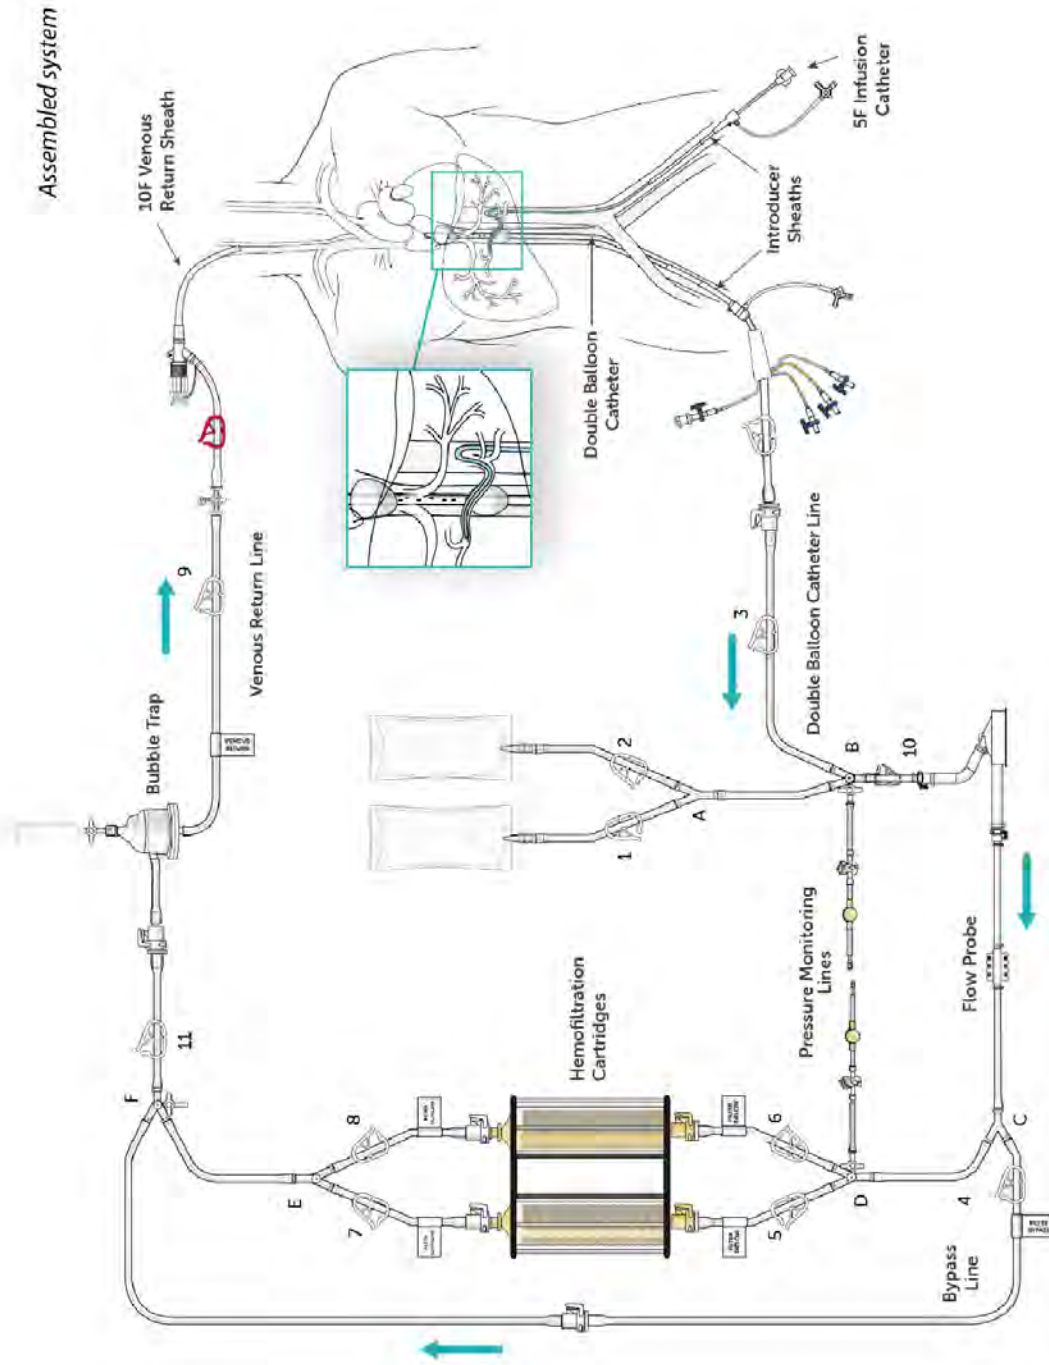 Assembled system
10F Venous
Return Sheath
5F Infusion
Catheter
Introducer
Sheaths
Double Balloon
Catheter
9
Venous Return Line
Bubble Trap
3
Double Balloon Catheter Line
2
1
A
B
10
11
F
Hemofiltration
Cartridges
Pressure Monitoring
Lines
Flow Probe
8
7
E
6
5
D
C
4
Bypass
Line